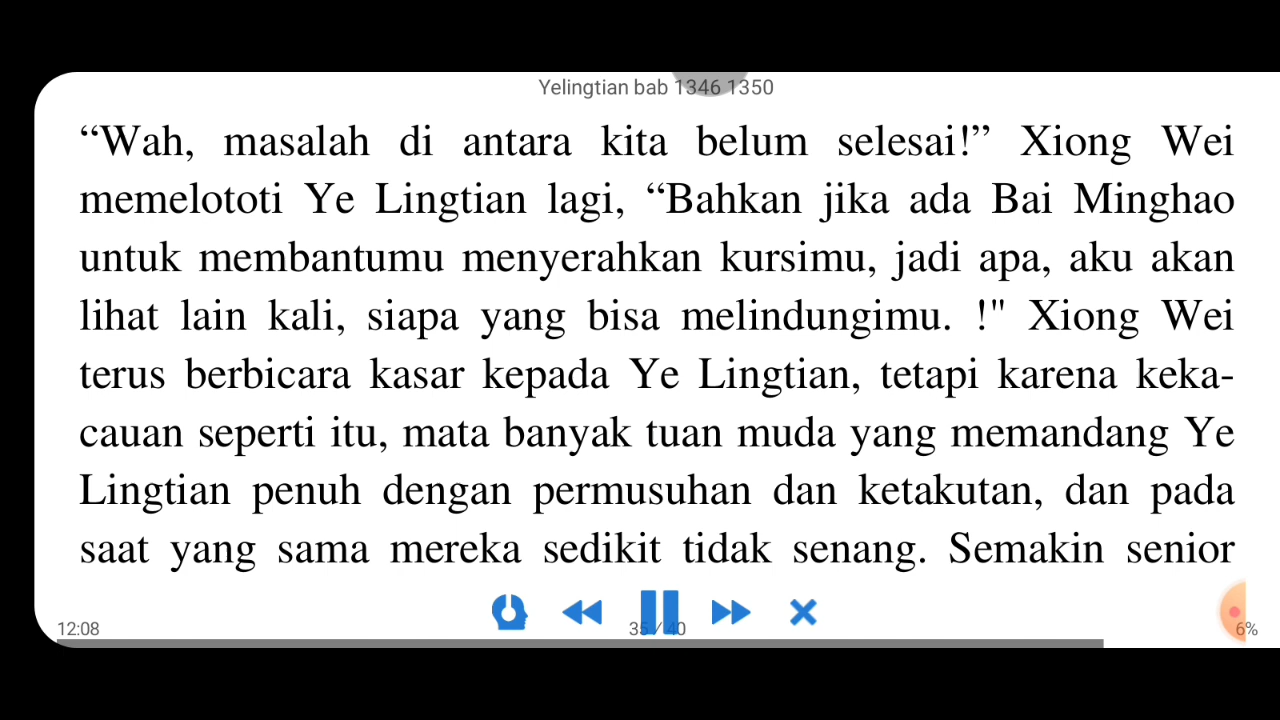 Yelingtian bab 1346 1350
“Wah, masalah di antara kita belum selesai!” Xiong Wei
memelototi Ye Lingtian lagi, “Bahkan jika ada Bai Minghao
untuk membantumu menyerahkan kursimu, jadi apa, aku akan
lihat lain kali, siapa yang bisa melindungimu. !" Xiong Wei
terus berbicara kasar kepada Ye Lingtian, tetapi karena keka-
cauan seperti itu, mata banyak tuan muda yang memandang Ye
Lingtian penuh dengan permusuhan dan ketakutan, dan pada
saat yang sama mereka sedikit tidak senang. Semakin senior
12:08 35 / 40 6%